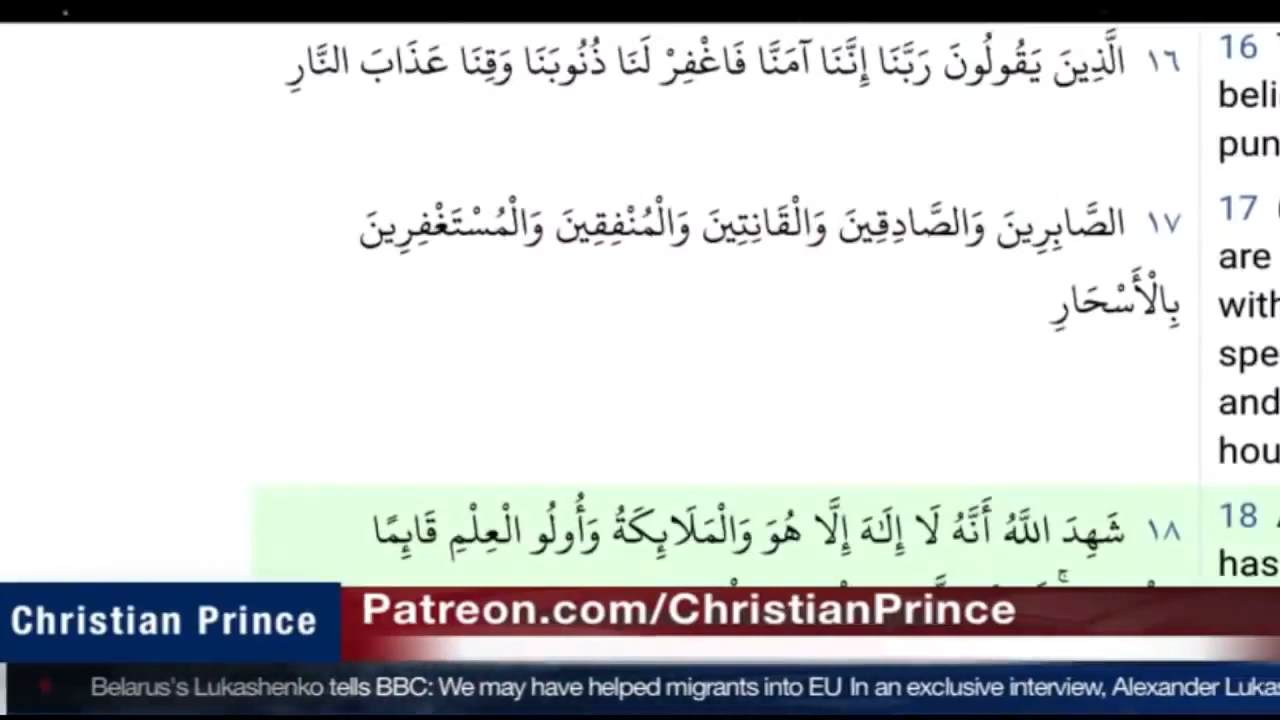 ١٦ الَّذِينَ يَقُولُونَ رَبَّنَا إِنَّنَا آمَنَّا فَاغْفِرْ لَنَا ذُنُوبَنَا وَقِنَا عَذَابَ النَّارِ
١٧ الصَّابِرِينَ وَالصَّادِقِينَ وَالْقَانِتِينَ وَالْمُنْفِقِينَ وَالْمُسْتَغْفِرِينَ
بِالْأَسْحَارِ
١٨ شَهِدَ اللَّهُ أَنَّهُ لَا إِلَٰهَ إِلَّا هُوَ وَالْمَلَائِكَةُ وَأُولُو الْعِلْمِ قَائِمًا
16
beli
pun
17
are
with
spe
and
hou
18
has
Christian Prince
Patreon.com/ChristianPrince
Belarus's Lukashenko tells BBC: We may have helped migrants into EU In an exclusive interview, Alexander Lukas